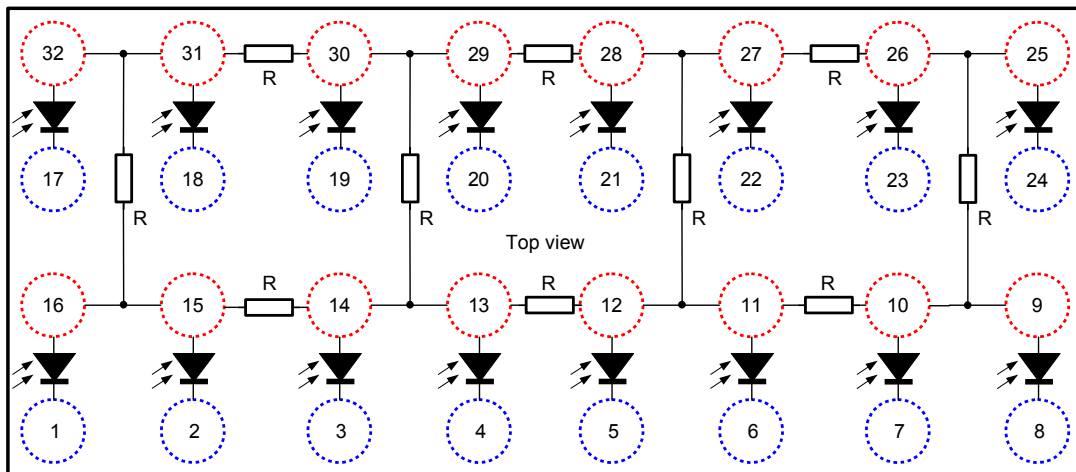 32 31 30 29 28 27 26 25
R R R
17 18 19 20 21 22 23 24
R R R R
Top view
R R R
16 15 14 13 12 11 10 9
1 2 3 4 5 6 7 8